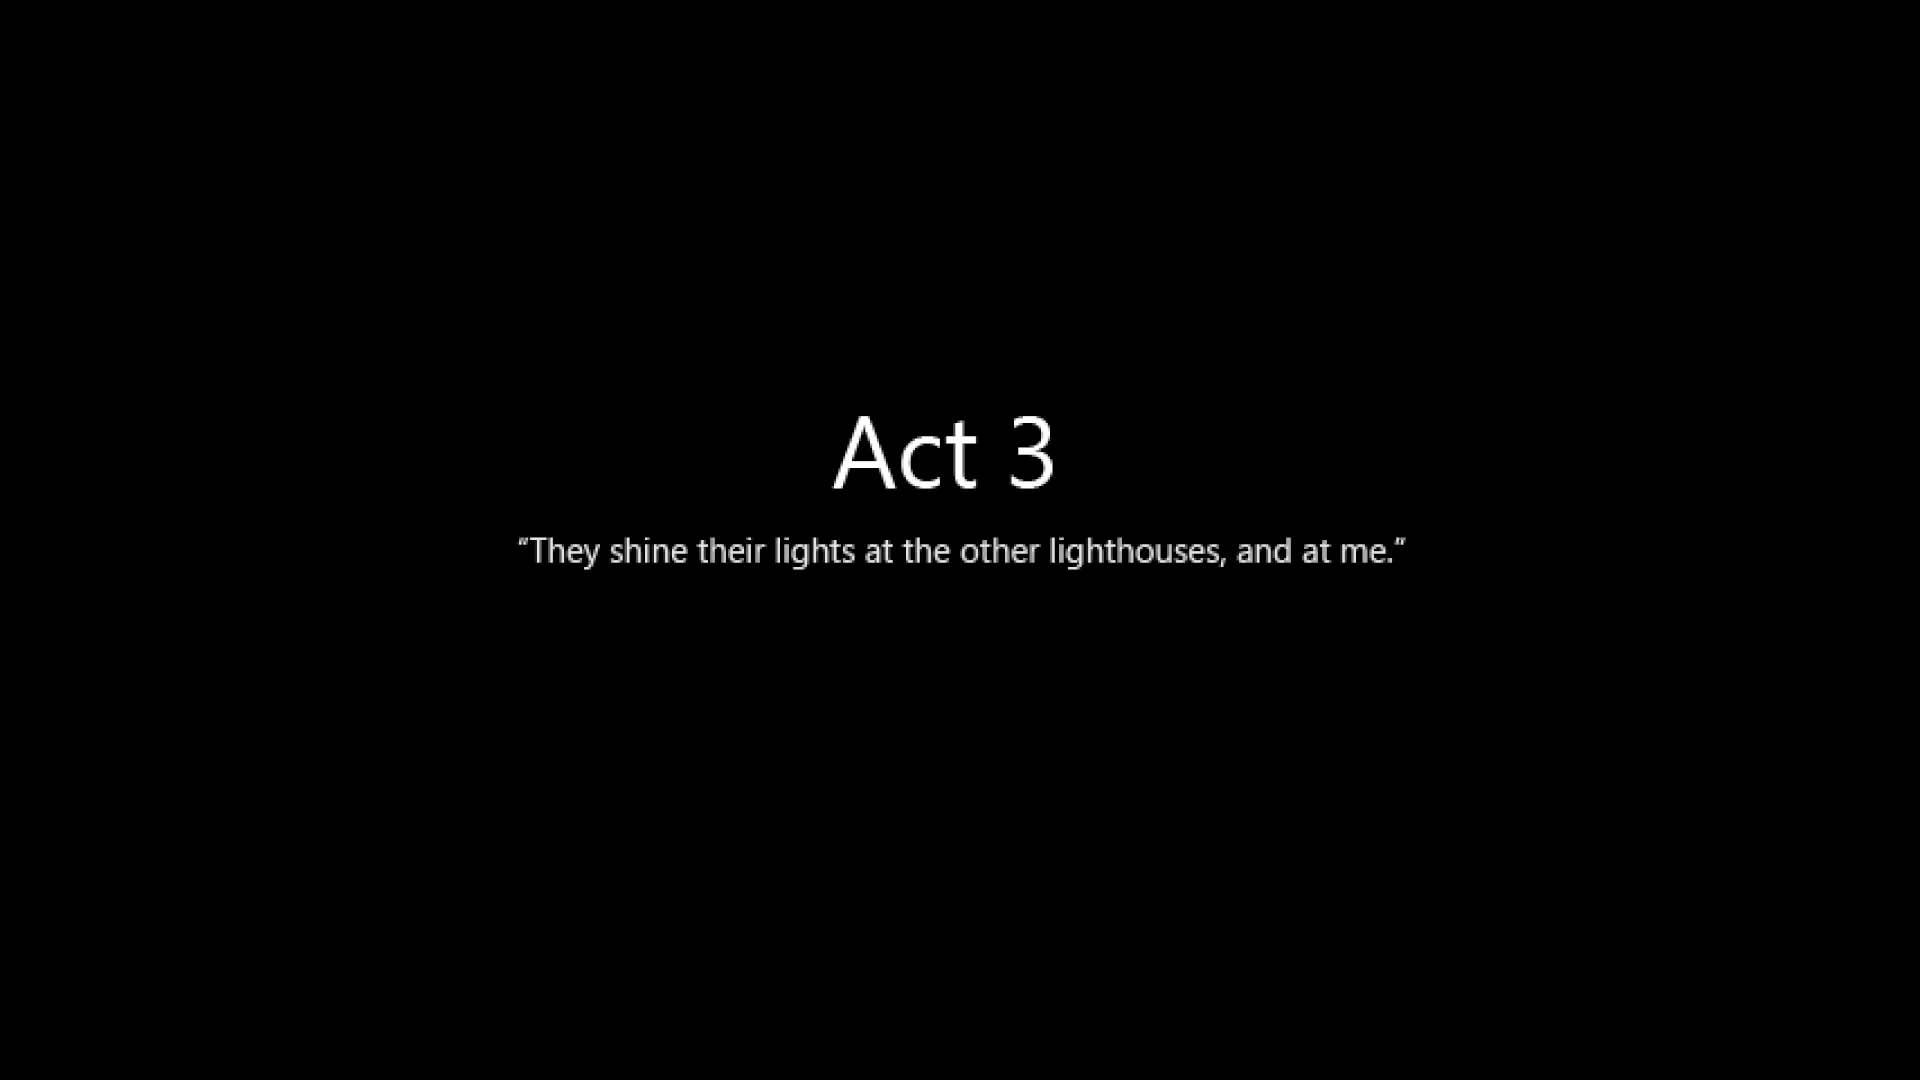 Act 3
“They shine their lights at the other lighthouses, and at me.”